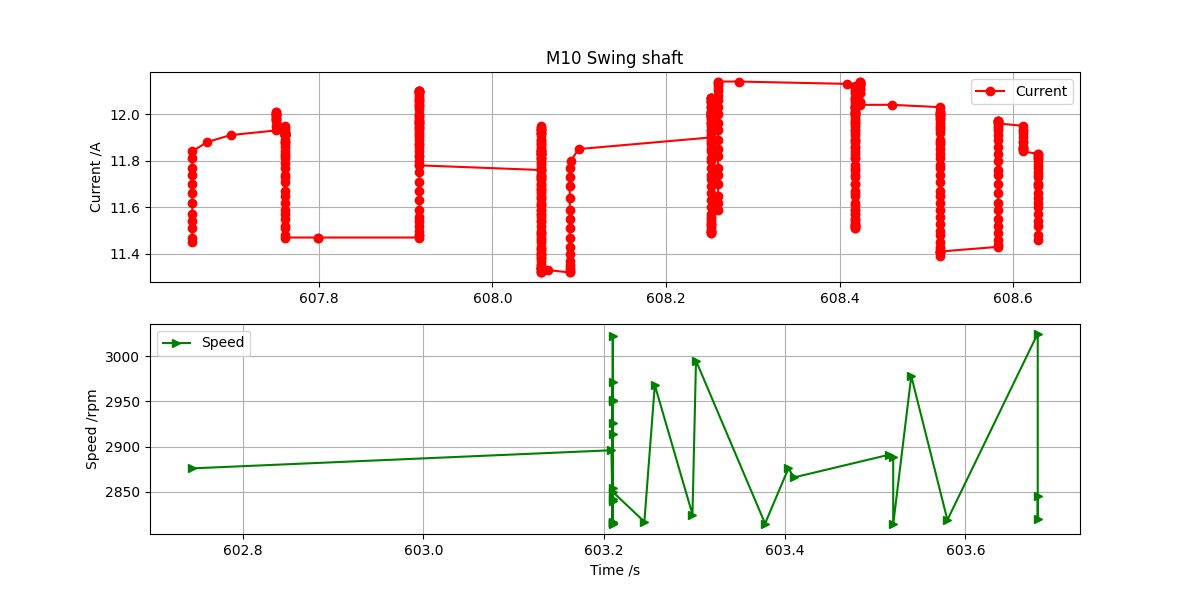 M10 Swing shaft
Current /A
12.0
11.8
11.6
11.4
Current
607.8 608.0 608.2 608.4 608.6
Speed /rpm
3000
2950
2900
2850
Speed
602.8 603.0 603.2 603.4 603.6
Time /s